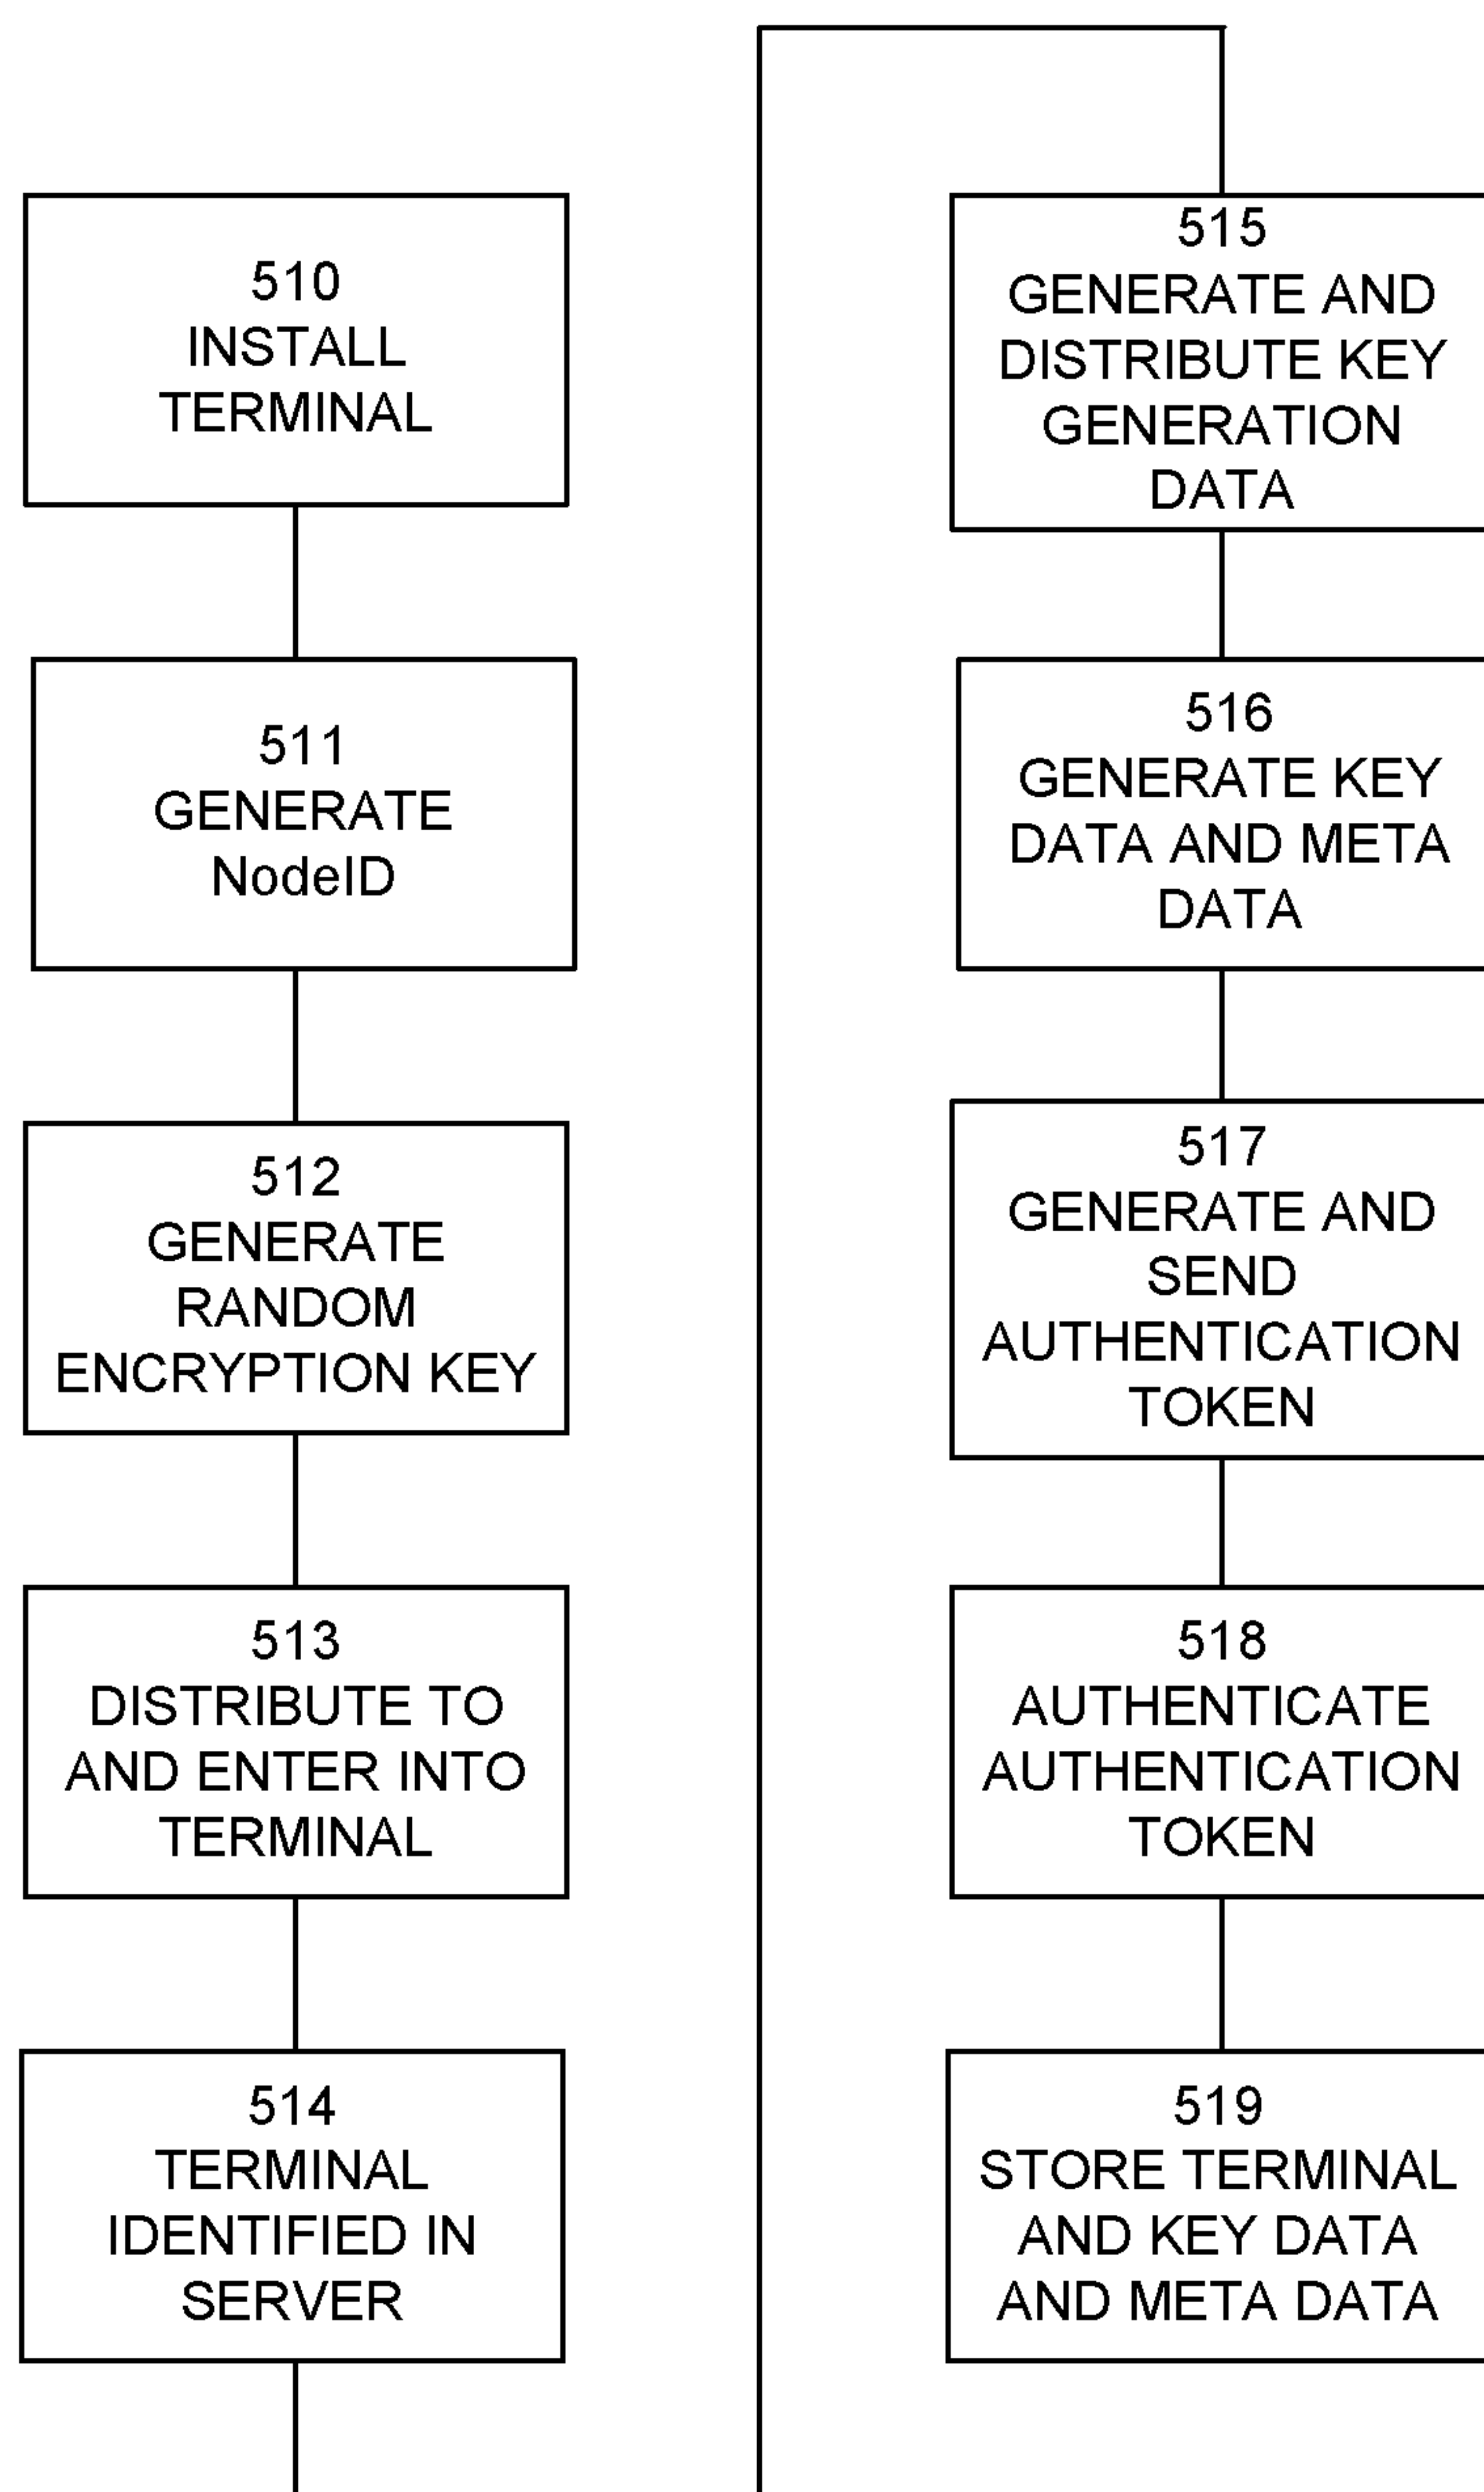 510
INSTALL
TERMINAL
511
GENERATE
NodeID
512
GENERATE
RANDOM
ENCRYPTION KEY
513
DISTRIBUTE TO
AND ENTER INTO
TERMINAL
514
TERMINAL
IDENTIFIED IN
SERVER
515
GENERATE AND
DISTRIBUTE KEY
GENERATION
DATA
516
GENERATE KEY
DATA AND META
DATA
517
GENERATE AND
SEND
AUTHENTICATION
TOKEN
518
AUTHENTICATE
AUTHENTICATION
TOKEN
519
STORE TERMINAL
AND KEY DATA
AND META DATA